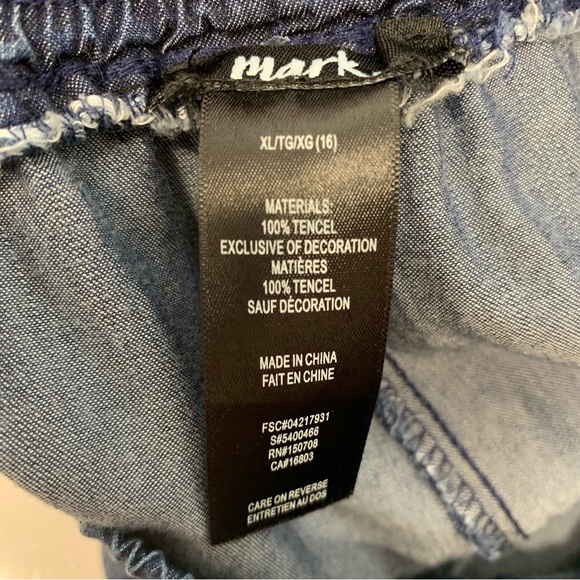 mark.
XL/TG/XG (16)
MATERIALS:
100% TENCEL
EXCLUSIVE OF DECORATION
MATIÈRES
100% TENCEL
SAUF DÉCORATION
MADE IN CHINA
FAIT EN CHINE
FSC#04217931
S#5400466
RN#150708
CA#16803
CARE ON REVERSE
ENTRETIEN AU DOS